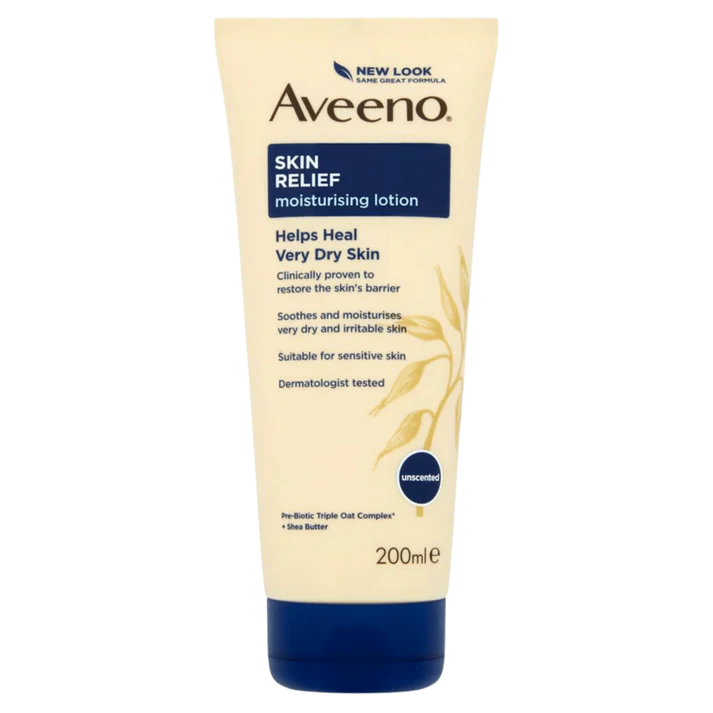 NEW LOOK
SAME GREAT FORMULA
Aveeno®
SKIN
RELIEF
moisturising lotion
Helps Heal
Very Dry Skin
Clinically proven to
restore the skin's barrier
Soothes and moisturises
very dry and irritable skin
Suitable for sensitive skin
Dermatologist tested
unscented
Pre-Biotic Triple Oat Complex*
+ Shea Butter
200ml e